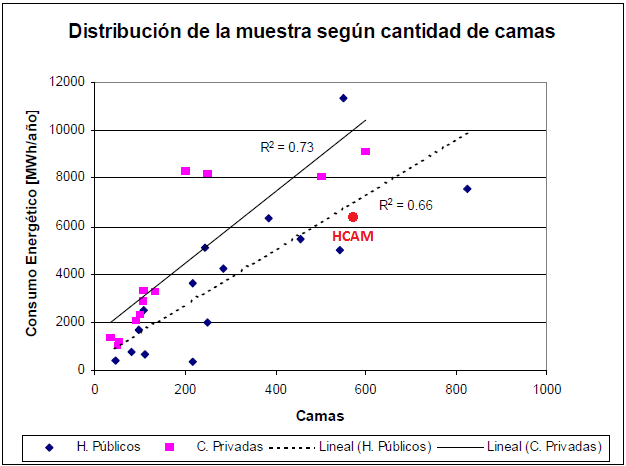 Distribución de la muestra según cantidad de camas
Consumo Energético [MWh/año]
12000
10000
8000
6000
4000
2000
0
R² = 0.73
R² = 0.66
HCAM
0 200 400 600 800 1000
Camas
H. Públicos C. Privadas Lineal (H. Públicos) Lineal (C. Privadas)